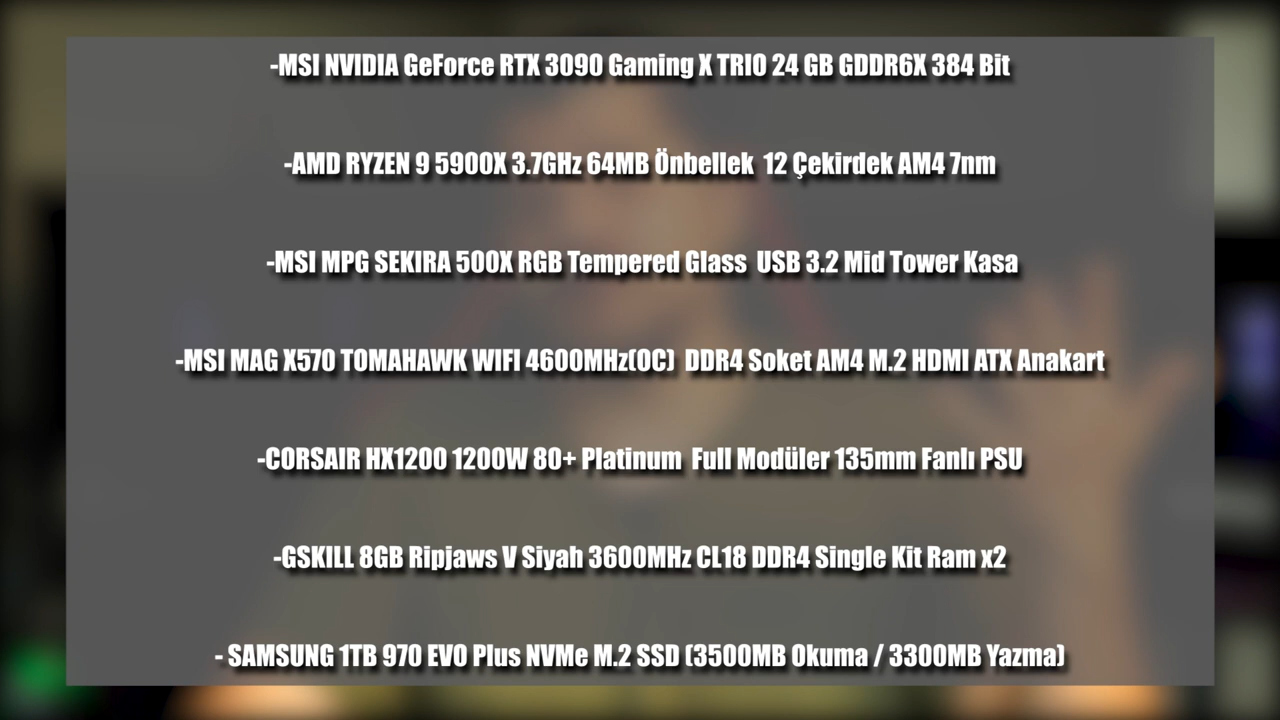 -MSI NVIDIA GeForce RTX 3090 Gaming X TRIO 24 GB GDDR6X 384 Bit
-AMD RYZEN 9 5900X 3.7GHz 64MB Önbellek 12 Çekirdek AM4 7nm
-MSI MPG SEKIRA 500X RGB Tempered Glass USB 3.2 Mid Tower Kasa
-MSI MAG X570 TOMAHAWK WIFI 4600MHz(OC) DDR4 Soket AM4 M.2 HDMI ATX Anakart
-CORSAIR HX1200 1200W 80+ Platinum Full Modüler 135mm Fanlı PSU
-GSKILL 8GB Ripjaws V Siyah 3600MHz CL18 DDR4 Single Kit Ram x2
- SAMSUNG 1TB 970 EVO Plus NVMe M.2 SSD (3500MB Okuma / 3300MB Yazma)